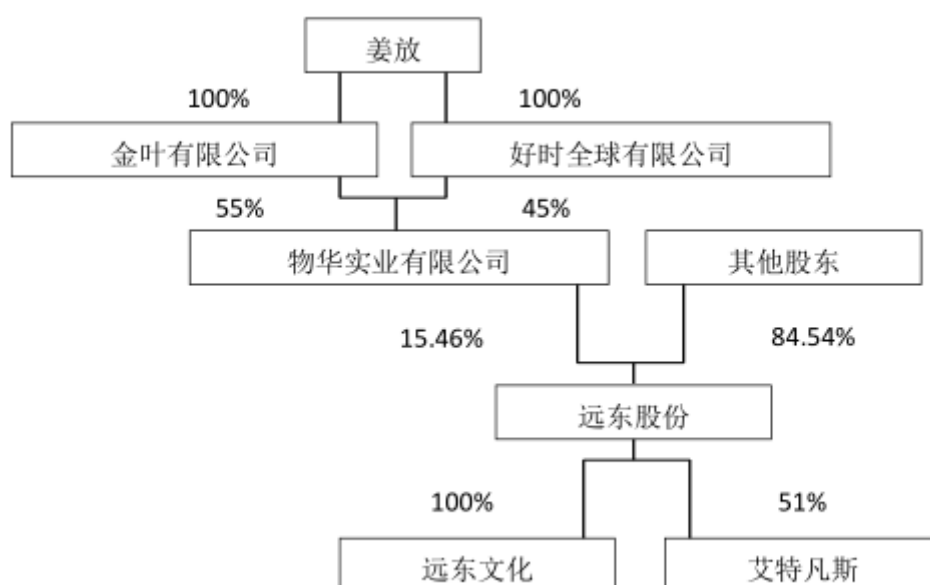 姜放
100%
100%
金叶有限公司
好时全球有限公司
55%
45%
物华实业有限公司
其他股东
15.46%
84.54%
远东股份
100%
51%
远东文化
艾特凡斯